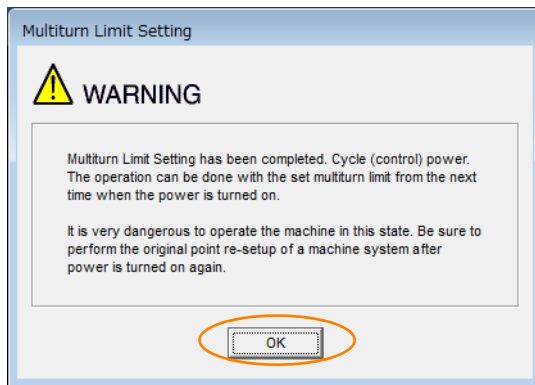 Multiturn Limit Setting
WARNING
Multiturn Limit Setting has been completed. Cycle (control) power.
The operation can be done with the set multiturn limit from the next
time when the power is turned on.
It is very dangerous to operate the machine in this state. Be sure to
perform the original point re-setup of a machine system after
power is turned on again.
OK